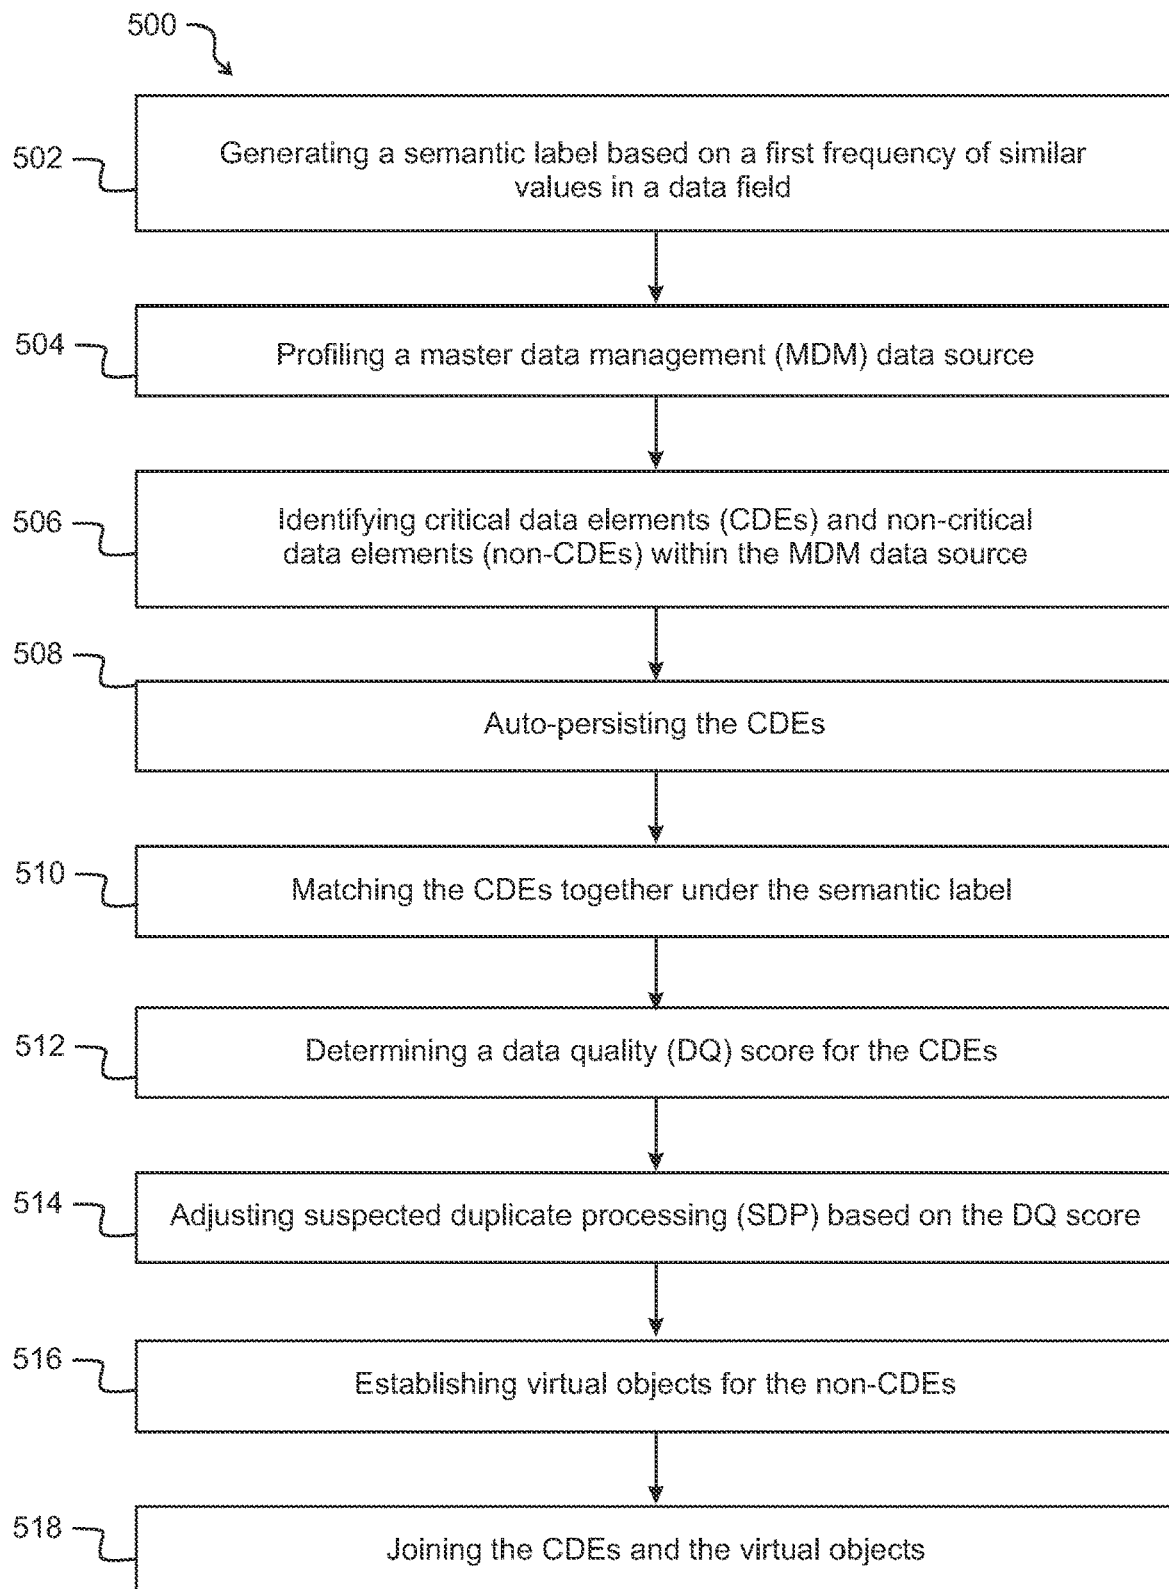 500
502
Generating a semantic label based on a first frequency of similar
values in a data field
504
Profiling a master data management (MDM) data source
506
Identifying critical data elements (CDEs) and non-critical
data elements (non-CDEs) within the MDM data source
508
Auto-persisting the CDEs
510
Matching the CDEs together under the semantic label
512
Determining a data quality (DQ) score for the CDEs
514
Adjusting suspected duplicate processing (SDP) based on the DQ score
516
Establishing virtual objects for the non-CDEs
518
Joining the CDEs and the virtual objects